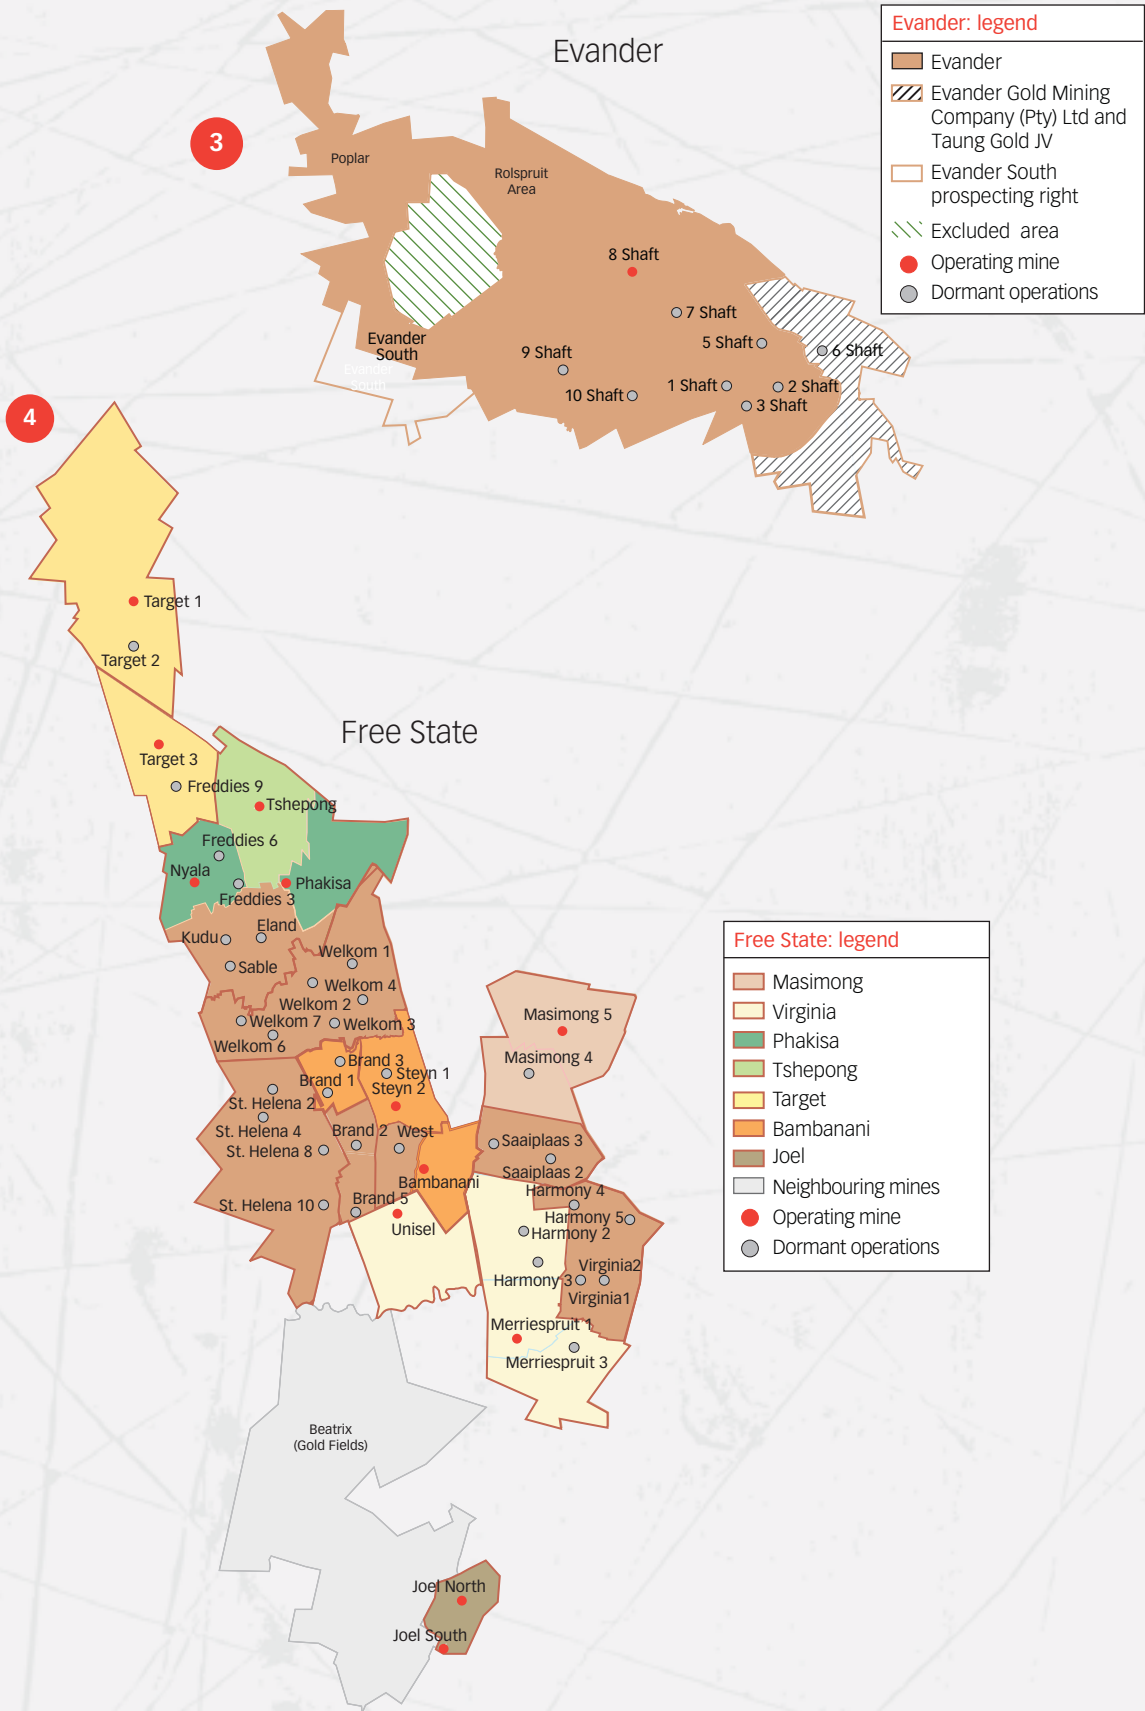 Evander
Evander: legend
Evander
Evander Gold Mining
Company (Pty) Ltd and
Taung Gold JV
Evander South
prospecting right
Excluded area
Operating mine
Dormant operations
3
Poplar
Rolspruit
Area
8 Shaft
7 Shaft
5 Shaft
6 Shaft
Evander
South
9 Shaft
Evander
South
1 Shaft
2 Shaft
10 Shaft
3 Shaft
4
Target 1
Target 2
Free State
Target 3
Freddies 9
Tshepong
Freddies 6
Nyala
Phakisa
Freddies 3
Eland
Kudu
Welkom 1
Sable
Welkom 4
Welkom 2
Welkom 7
Welkom 3
Welkom 6
Brand 3
Steyn 1
Brand 1
Steyn 2
St. Helena 2
St. Helena 4
Brand 2
West
St. Helena 8
Bambanani
Brand 5
St. Helena 10
Unisel
Masimong 5
Masimong 4
Saaiplaas 3
Saaiplaas 2
Harmony 4
Harmony 5
Harmony 2
Virginia2
Harmony 3
Virginia1
Merriespruit 1
Merriespruit 3
Free State: legend
Masimong
Virginia
Phakisa
Tshepong
Target
Bambanani
Joel
Neighbouring mines
Operating mine
Dormant operations
Beatrix
(Gold Fields)
Joel North
Joel South